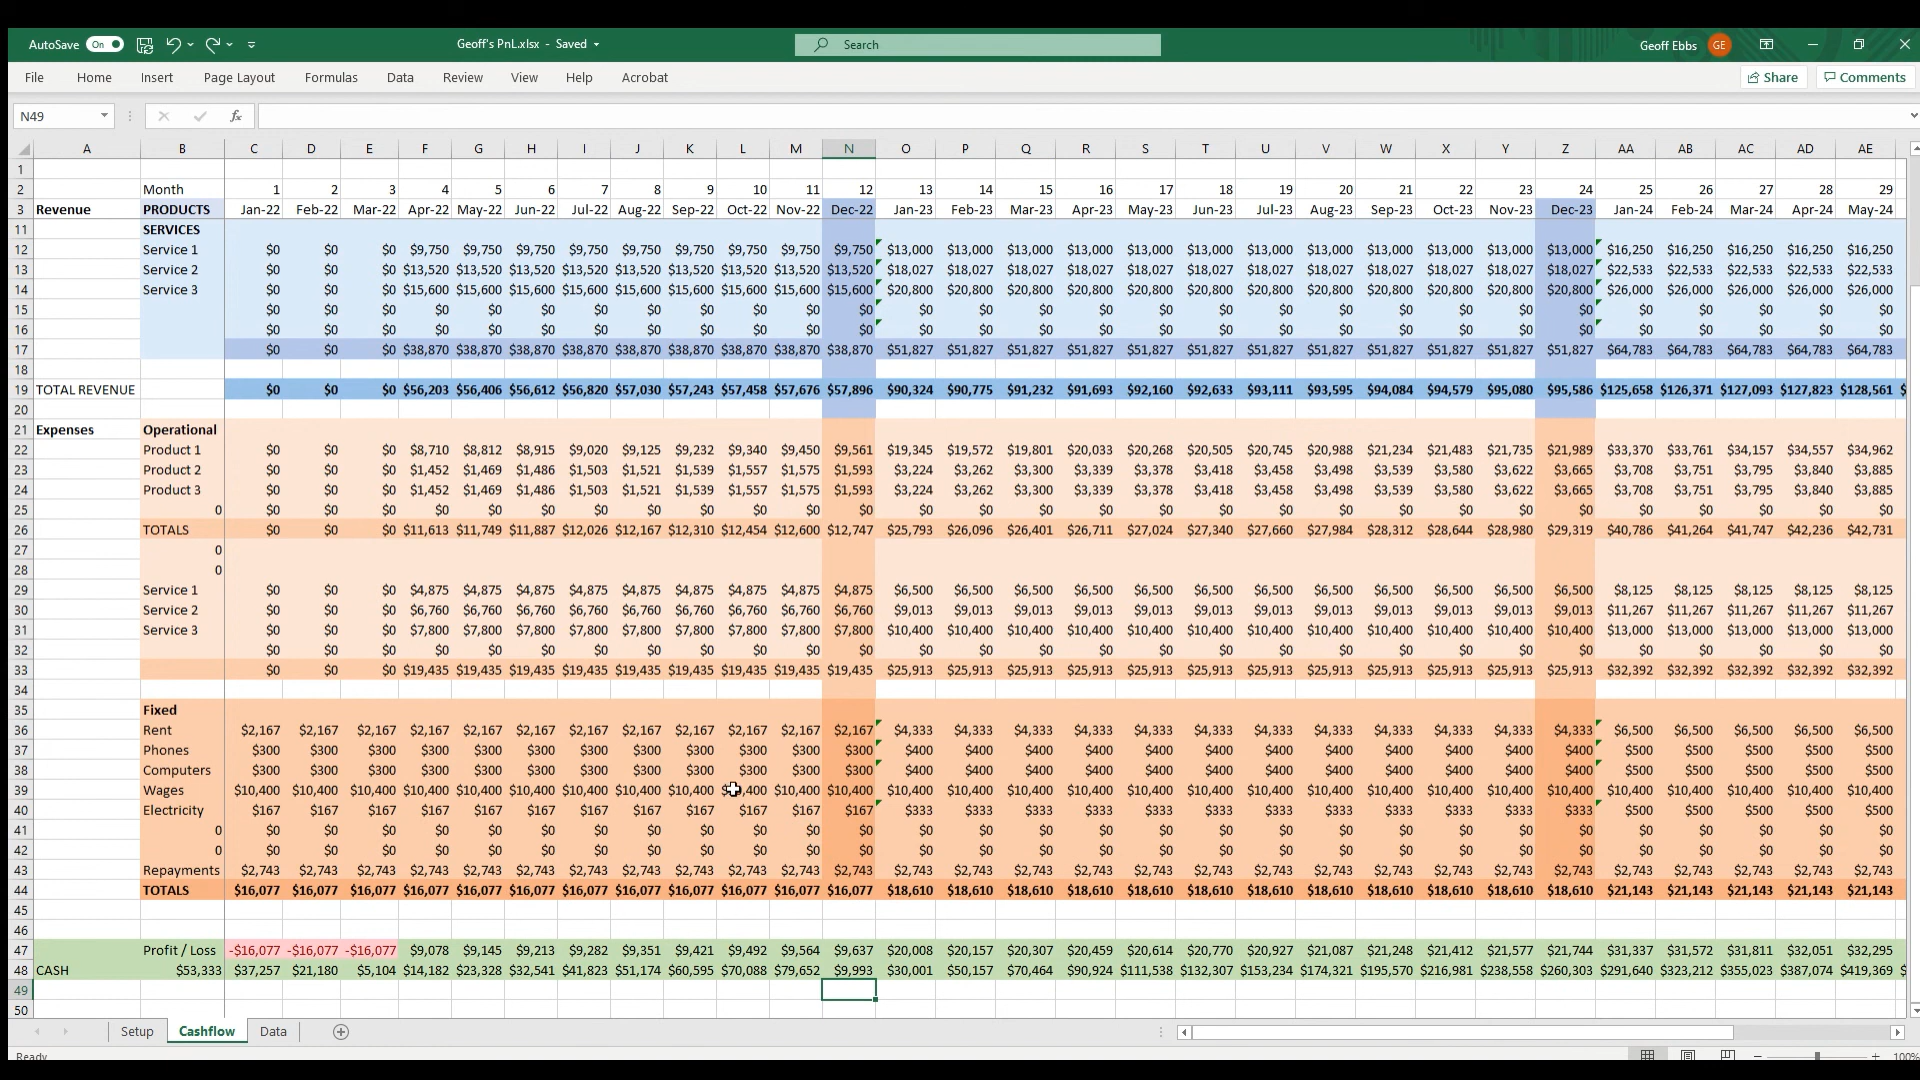 AutoSave On Geoff's PnL.xlsx - Saved Search Geoff Ebbs GE
File Home Insert Page Layout Formulas Data Review View Help Acrobat Share Comments
N49 fx
A B C D E F G H I J K L M N O P Q R S T U V W X Y Z AA AB AC AD AE
1
2 Month 1 2 3 4 5 6 7 8 9 10 11 12 13 14 15 16 17 18 19 20 21 22 23 24 25 26 27 28 29
3 Revenue PRODUCTS Jan-22 Feb-22 Mar-22 Apr-22 May-22 Jun-22 Jul-22 Aug-22 Sep-22 Oct-22 Nov-22 Dec-22 Jan-23 Feb-23 Mar-23 Apr-23 May-23 Jun-23 Jul-23 Aug-23 Sep-23 Oct-23 Nov-23 Dec-23 Jan-24 Feb-24 Mar-24 Apr-24 May-24
11 SERVICES
12 Service 1 $0 $0 $0 $9,750 $9,750 $9,750 $9,750 $9,750 $9,750 $9,750 $9,750 $9,750 $13,000 $13,000 $13,000 $13,000 $13,000 $13,000 $13,000 $13,000 $13,000 $13,000 $13,000 $13,000 $16,250 $16,250 $16,250 $16,250 $16,250
13 Service 2 $0 $0 $0 $13,520 $13,520 $13,520 $13,520 $13,520 $13,520 $13,520 $13,520 $13,520 $18,027 $18,027 $18,027 $18,027 $18,027 $18,027 $18,027 $18,027 $18,027 $18,027 $18,027 $18,027 $22,533 $22,533 $22,533 $22,533 $22,533
14 Service 3 $0 $0 $0 $15,600 $15,600 $15,600 $15,600 $15,600 $15,600 $15,600 $15,600 $15,600 $20,800 $20,800 $20,800 $20,800 $20,800 $20,800 $20,800 $20,800 $20,800 $20,800 $20,800 $20,800 $26,000 $26,000 $26,000 $26,000 $26,000
15 $0 $0 $0 $0 $0 $0 $0 $0 $0 $0 $0 $0 $0 $0 $0 $0 $0 $0 $0 $0 $0 $0 $0 $0 $0 $0 $0 $0 $0
16 $0 $0 $0 $0 $0 $0 $0 $0 $0 $0 $0 $0 $0 $0 $0 $0 $0 $0 $0 $0 $0 $0 $0 $0 $0 $0 $0 $0 $0
17 $0 $0 $0 $38,870 $38,870 $38,870 $38,870 $38,870 $38,870 $38,870 $38,870 $38,870 $51,827 $51,827 $51,827 $51,827 $51,827 $51,827 $51,827 $51,827 $51,827 $51,827 $51,827 $51,827 $64,783 $64,783 $64,783 $64,783 $64,783
18
19 TOTAL REVENUE $0 $0 $0 $56,203 $56,406 $56,612 $56,820 $57,030 $57,243 $57,458 $57,676 $57,896 $90,324 $90,775 $91,232 $91,693 $92,160 $92,633 $93,111 $93,595 $94,084 $94,579 $95,080 $95,586 $125,658 $126,371 $127,093 $127,823 $128,561 $
20
21 Expenses Operational
22 Product 1 $0 $0 $0 $8,710 $8,812 $8,915 $9,020 $9,125 $9,232 $9,340 $9,450 $9,561 $19,345 $19,572 $19,801 $20,033 $20,268 $20,505 $20,745 $20,988 $21,234 $21,483 $21,735 $21,989 $33,370 $33,761 $34,157 $34,557 $34,962
23 Product 2 $0 $0 $0 $1,452 $1,469 $1,486 $1,503 $1,521 $1,539 $1,557 $1,575 $1,593 $3,224 $3,262 $3,300 $3,339 $3,378 $3,418 $3,458 $3,498 $3,539 $3,580 $3,622 $3,665 $3,708 $3,751 $3,795 $3,840 $3,885
24 Product 3 $0 $0 $0 $1,452 $1,469 $1,486 $1,503 $1,521 $1,539 $1,557 $1,575 $1,593 $3,224 $3,262 $3,300 $3,339 $3,378 $3,418 $3,458 $3,498 $3,539 $3,580 $3,622 $3,665 $3,708 $3,751 $3,795 $3,840 $3,885
25 0 $0 $0 $0 $0 $0 $0 $0 $0 $0 $0 $0 $0 $0 $0 $0 $0 $0 $0 $0 $0 $0 $0 $0 $0 $0 $0 $0 $0 $0
26 TOTALS $0 $0 $0 $11,613 $11,749 $11,887 $12,026 $12,167 $12,310 $12,454 $12,600 $12,747 $25,793 $26,096 $26,401 $26,711 $27,024 $27,340 $27,660 $27,984 $28,312 $28,644 $28,980 $29,319 $40,786 $41,264 $41,747 $42,236 $42,731
27 0
28 0
29 Service 1 $0 $0 $0 $4,875 $4,875 $4,875 $4,875 $4,875 $4,875 $4,875 $4,875 $4,875 $6,500 $6,500 $6,500 $6,500 $6,500 $6,500 $6,500 $6,500 $6,500 $6,500 $6,500 $6,500 $8,125 $8,125 $8,125 $8,125 $8,125
30 Service 2 $0 $0 $0 $6,760 $6,760 $6,760 $6,760 $6,760 $6,760 $6,760 $6,760 $6,760 $9,013 $9,013 $9,013 $9,013 $9,013 $9,013 $9,013 $9,013 $9,013 $9,013 $9,013 $9,013 $11,267 $11,267 $11,267 $11,267 $11,267
31 Service 3 $0 $0 $0 $7,800 $7,800 $7,800 $7,800 $7,800 $7,800 $7,800 $7,800 $7,800 $10,400 $10,400 $10,400 $10,400 $10,400 $10,400 $10,400 $10,400 $10,400 $10,400 $10,400 $10,400 $13,000 $13,000 $13,000 $13,000 $13,000
32 $0 $0 $0 $0 $0 $0 $0 $0 $0 $0 $0 $0 $0 $0 $0 $0 $0 $0 $0 $0 $0 $0 $0 $0 $0 $0 $0 $0 $0
33 $0 $0 $0 $19,435 $19,435 $19,435 $19,435 $19,435 $19,435 $19,435 $19,435 $19,435 $25,913 $25,913 $25,913 $25,913 $25,913 $25,913 $25,913 $25,913 $25,913 $25,913 $25,913 $25,913 $32,392 $32,392 $32,392 $32,392 $32,392
34
35 Fixed
36 Rent $2,167 $2,167 $2,167 $2,167 $2,167 $2,167 $2,167 $2,167 $2,167 $2,167 $2,167 $2,167 $4,333 $4,333 $4,333 $4,333 $4,333 $4,333 $4,333 $4,333 $4,333 $4,333 $4,333 $4,333 $6,500 $6,500 $6,500 $6,500 $6,500
37 Phones $300 $300 $300 $300 $300 $300 $300 $300 $300 $300 $300 $300 $400 $400 $400 $400 $400 $400 $400 $400 $400 $400 $400 $400 $500 $500 $500 $500 $500
38 Computers $300 $300 $300 $300 $300 $300 $300 $300 $300 $300 $300 $300 $400 $400 $400 $400 $400 $400 $400 $400 $400 $400 $400 $400 $500 $500 $500 $500 $500
39 Wages $10,400 $10,400 $10,400 $10,400 $10,400 $10,400 $10,400 $10,400 $10,400 $10,400 $10,400 $10,400 $10,400 $10,400 $10,400 $10,400 $10,400 $10,400 $10,400 $10,400 $10,400 $10,400 $10,400 $10,400 $10,400 $10,400 $10,400 $10,400
40 Electricity $167 $167 $167 $167 $167 $167 $167 $167 $167 $167 $167 $167 $333 $333 $333 $333 $333 $333 $333 $333 $333 $333 $333 $333 $500 $500 $500 $500 $500
41 0 $0 $0 $0 $0 $0 $0 $0 $0 $0 $0 $0 $0 $0 $0 $0 $0 $0 $0 $0 $0 $0 $0 $0 $0 $0 $0 $0 $0 $0
42 0 $0 $0 $0 $0 $0 $0 $0 $0 $0 $0 $0 $0 $0 $0 $0 $0 $0 $0 $0 $0 $0 $0 $0 $0 $0 $0 $0 $0 $0
43 Repayments $2,743 $2,743 $2,743 $2,743 $2,743 $2,743 $2,743 $2,743 $2,743 $2,743 $2,743 $2,743 $2,743 $2,743 $2,743 $2,743 $2,743 $2,743 $2,743 $2,743 $2,743 $2,743 $2,743 $2,743 $2,743 $2,743 $2,743 $2,743 $2,743
44 TOTALS $16,077 $16,077 $16,077 $16,077 $16,077 $16,077 $16,077 $16,077 $16,077 $16,077 $16,077 $16,077 $18,610 $18,610 $18,610 $18,610 $18,610 $18,610 $18,610 $18,610 $18,610 $18,610 $18,610 $18,610 $21,143 $21,143 $21,143 $21,143 $21,143
45
46
47 Profit / Loss -$16,077 -$16,077 -$16,077 $9,078 $9,145 $9,213 $9,282 $9,351 $9,421 $9,492 $9,564 $9,637 $20,008 $20,157 $20,307 $20,459 $20,614 $20,770 $20,927 $21,087 $21,248 $21,412 $21,577 $21,744 $31,337 $31,572 $31,811 $32,051 $32,295
48 CASH $53,333 $37,257 $21,180 $5,104 $14,182 $23,328 $32,541 $41,823 $51,174 $60,595 $70,088 $79,652 $9,993 $30,001 $50,157 $70,464 $90,924 $111,538 $132,307 $153,234 $174,321 $195,570 $216,981 $238,558 $260,303 $291,640 $323,212 $355,023 $387,074 $419,369 $
49
50
Setup Cashflow Data
Ready 100%